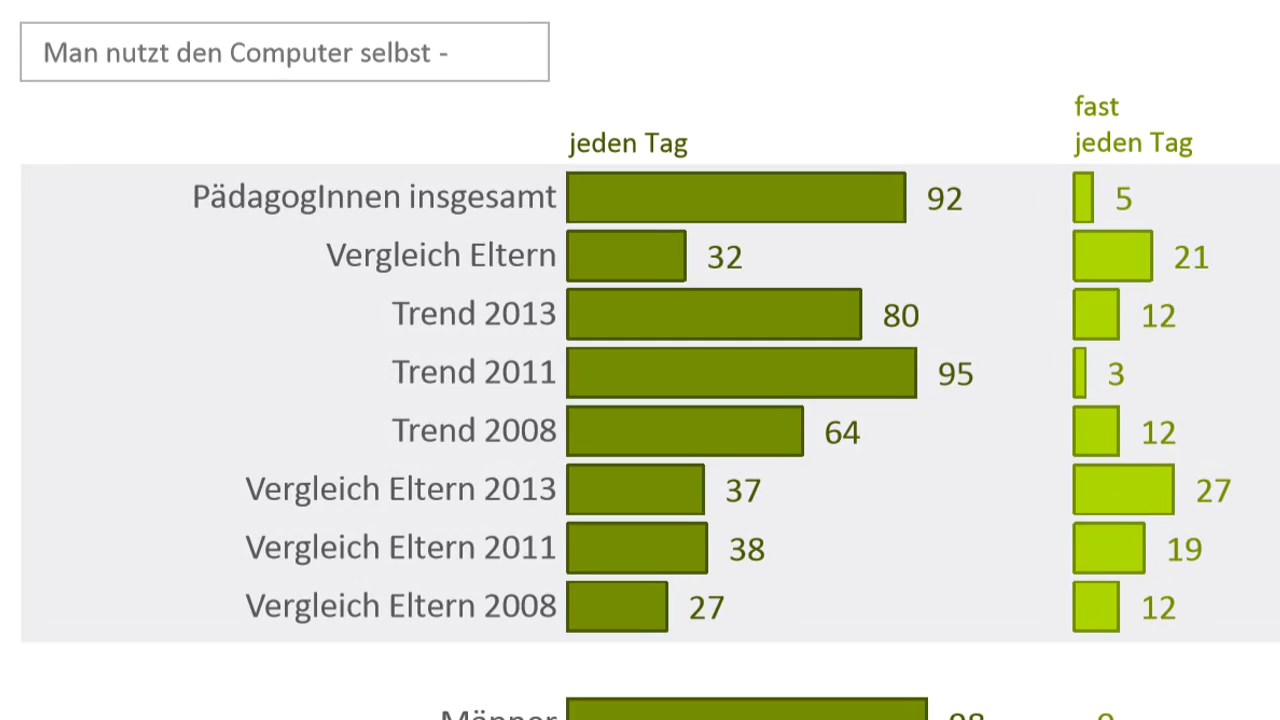 Man nutzt den Computer selbst -
fast
jeden Tag jeden Tag
PädagogInnen insgesamt 92 5
Vergleich Eltern 32 21
Trend 2013 80 12
Trend 2011 95 3
Trend 2008 64 12
Vergleich Eltern 2013 37 27
Vergleich Eltern 2011 38 19
Vergleich Eltern 2008 27 12
Männer